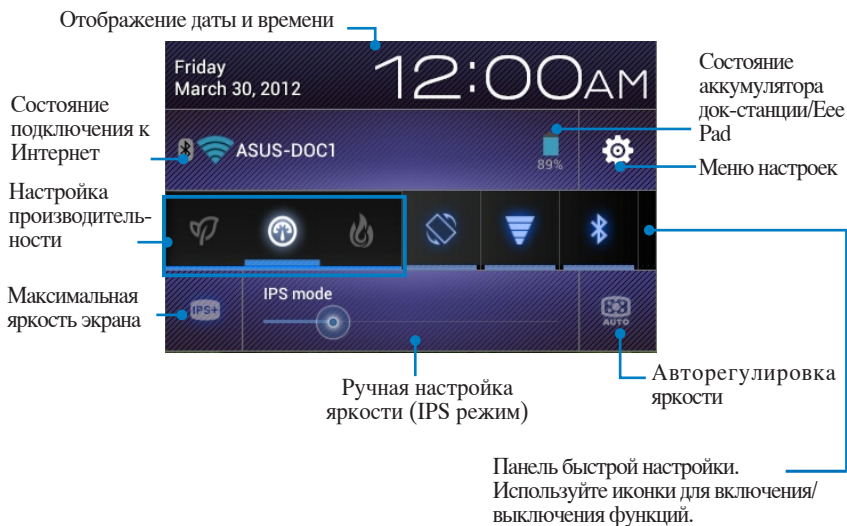 Отображение даты и времени
Friday
March 30, 2012
12:00AM
Состояние
аккумулятора
док-станции/Eee
Pad
Состояние
подключения к
Интернет
ASUS-DOC1
89%
Меню настроек
Настройка
производитель-
ности
Максимальная
яркость экрана
IPS+
IPS mode
AUTO
Ручная настройка
яркости (IPS режим)
Авторегулировка
яркости
Панель быстрой настройки.
Используйте иконки для включения/
выключения функций.